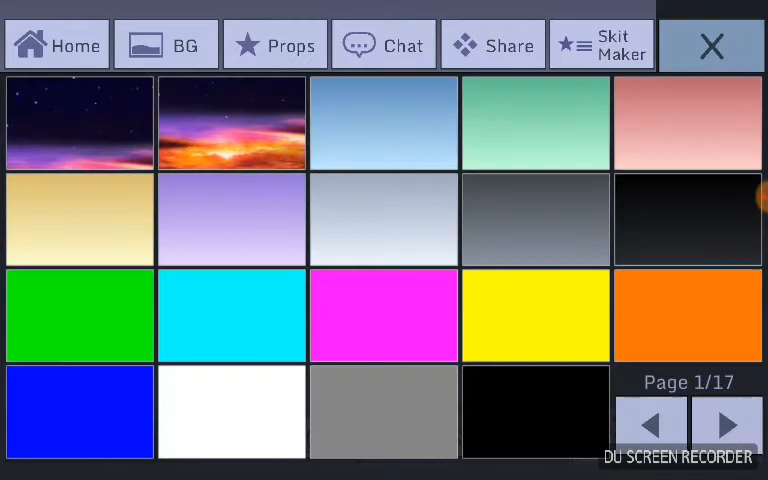 Home
BG
Props
Chat
Share
Skit
Maker
Page 1/17
DU SCREEN RECORDER